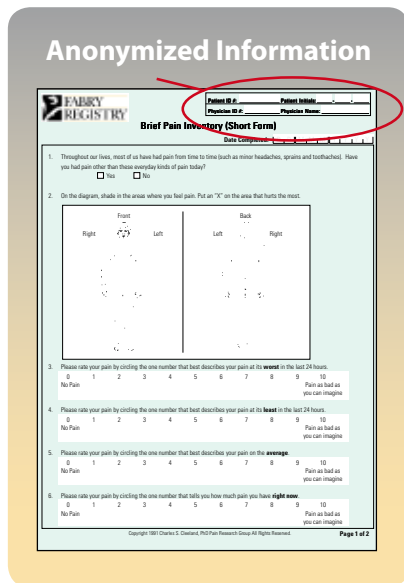 Anonymized Information
FABRY
REGISTRY
Patient ID #: Patient Initials:
Physician ID #: Physician Name:
Brief Pain Inventory (Short Form)
Date Completed:
1. Throughout our lives, most of us have had pain from time to time (such as minor headaches, sprains and toothaches). Have
you had pain other than these everyday kinds of pain today?
Yes No
2. On the diagram, shade in the areas where you feel pain. Put an "X" on the area that hurts the most.
Front Back
Right Left Left Right
3. Please rate your pain by circling the one number that best describes your pain at its worst in the last 24 hours.
0 1 2 3 4 5 6 7 8 9 10
No Pain Pain as bad as
you can imagine
4. Please rate your pain by circling the one number that best describes your pain at its least in the last 24 hours.
0 1 2 3 4 5 6 7 8 9 10
No Pain Pain as bad as
you can imagine
5. Please rate your pain by circling the one number that best describes your pain on the average.
0 1 2 3 4 5 6 7 8 9 10
No Pain Pain as bad as
you can imagine
6. Please rate your pain by circling the one number that tells you how much pain you have right now.
0 1 2 3 4 5 6 7 8 9 10
No Pain Pain as bad as
you can imagine
Copyright 1991 Charles S. Cleeland, PhD Pain Research Group All Rights Reserved. Page 1 of 2